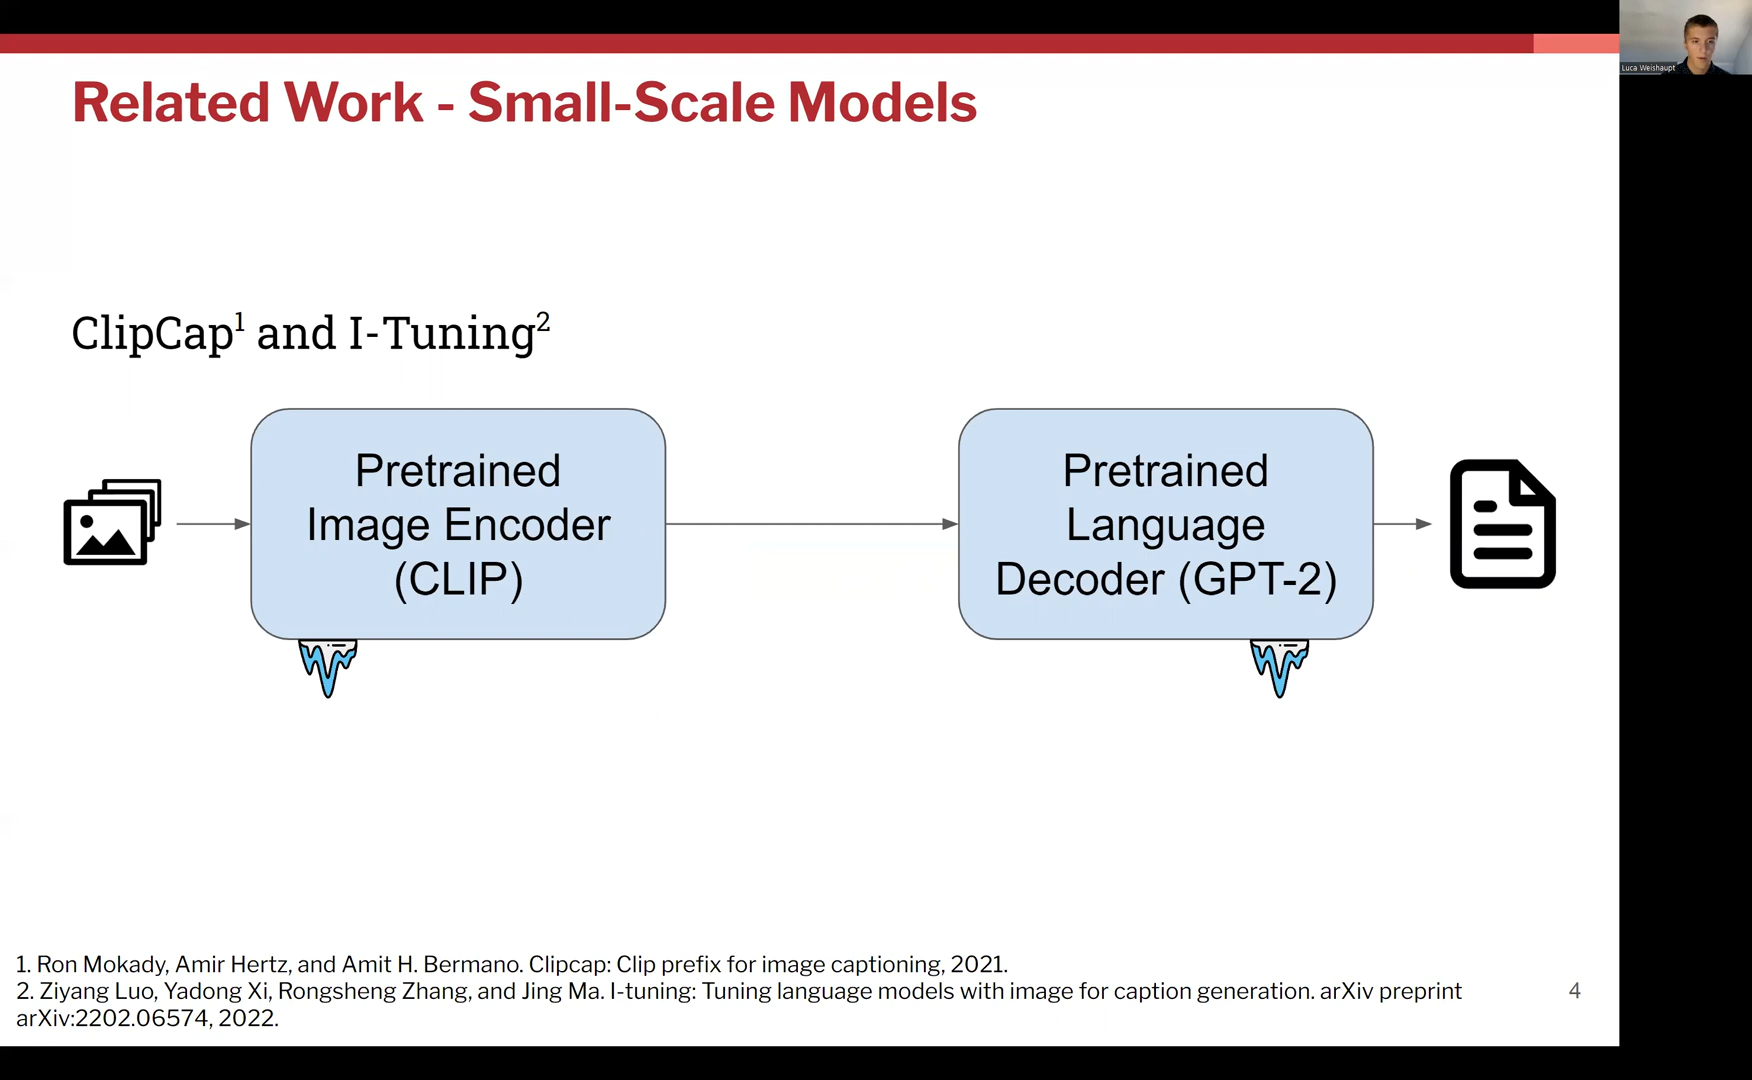 Luca Weishaupt
Related Work - Small-Scale Models
ClipCap¹ and I-Tuning²
Pretrained
Image Encoder
(CLIP)
Pretrained
Language
Decoder (GPT-2)
1. Ron Mokady, Amir Hertz, and Amit H. Bermano. Clipcap: Clip prefix for image captioning, 2021.
2. Ziyang Luo, Yadong Xi, Rongsheng Zhang, and Jing Ma. I-tuning: Tuning language models with image for caption generation. arXiv preprint
arXiv:2202.06574, 2022.
4